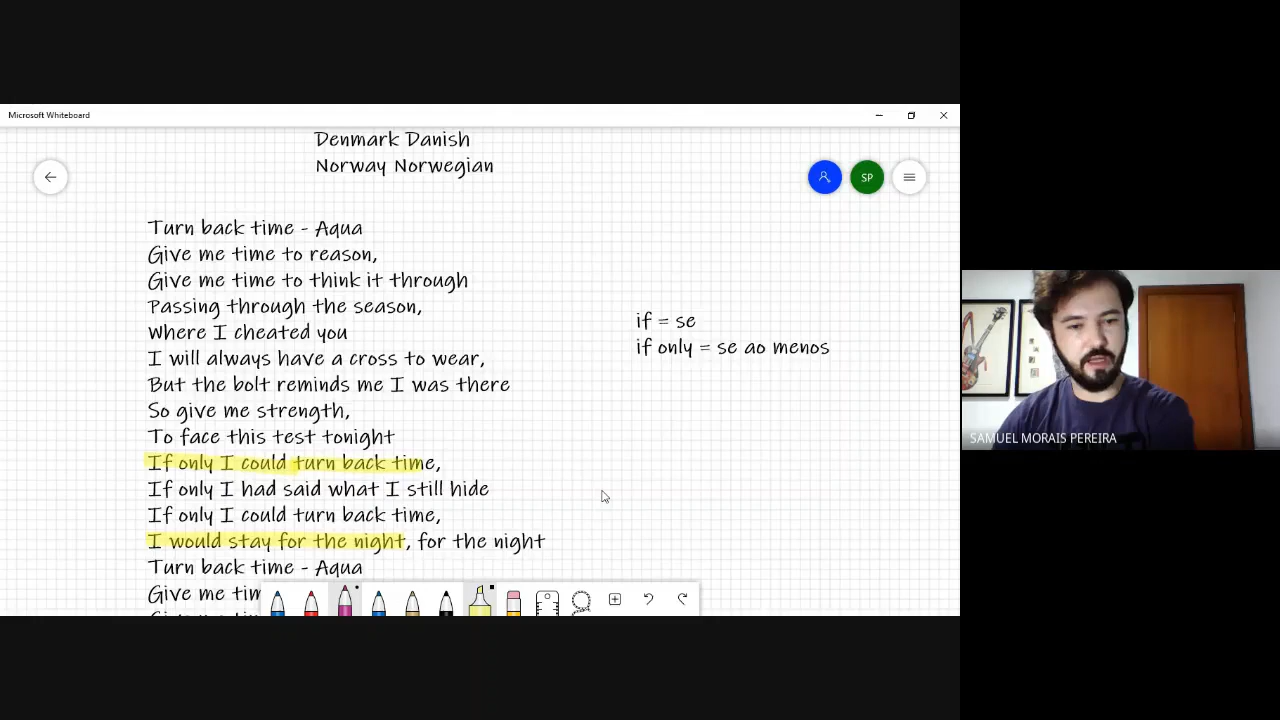 Microsoft Whiteboard
Denmark Danish
Norway Norwegian
SP
Turn back time - Aqua
Give me time to reason,
Give me time to think it through
Passing through the season,
Where I cheated you
I will always have a cross to wear,
But the bolt reminds me I was there
So give me strength,
To face this test tonight
If only I could turn back time,
If only I had said what I still hide
If only I could turn back time,
I would stay for the night, for the night
Turn back time - Aqua
Give me tim
if = se
if only = se ao menos
SAMUEL MORAIS PEREIRA